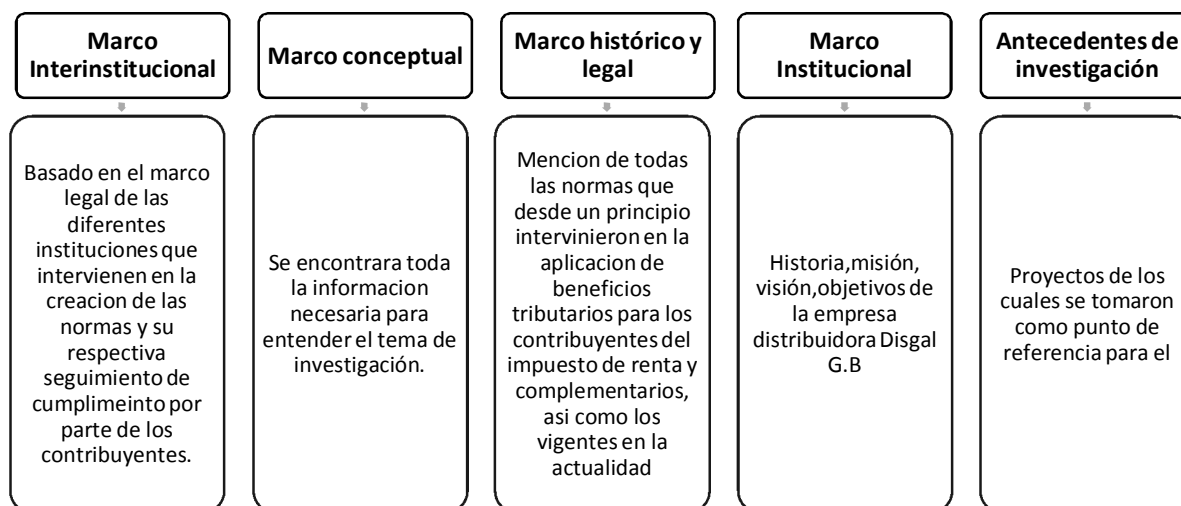 Marco
Interinstitucional
Basado en el marco
legal de las
diferentes
instituciones que
intervienen en la
creacion de las
normas y su
respectiva
seguimiento de
cumplimeinto por
parte de los
contribuyentes.
Marco conceptual
Se encontrara toda
la informacion
necesaria para
entender el tema de
investigación.
Marco histórico y
legal
Mencion de todas
las normas que
desde un principio
intervinieron en la
aplicacion de
beneficios
tributarios para los
contribuyentes del
impuesto de renta y
complementarios,
asi como los
vigentes en la
actualidad
Marco
Institucional
Historia,misión,
visión,objetivos de
la empresa
distribuidora Disgal
G.B
Antecedentes de
investigación
Proyectos de los
cuales se tomaron
como punto de
referencia para el